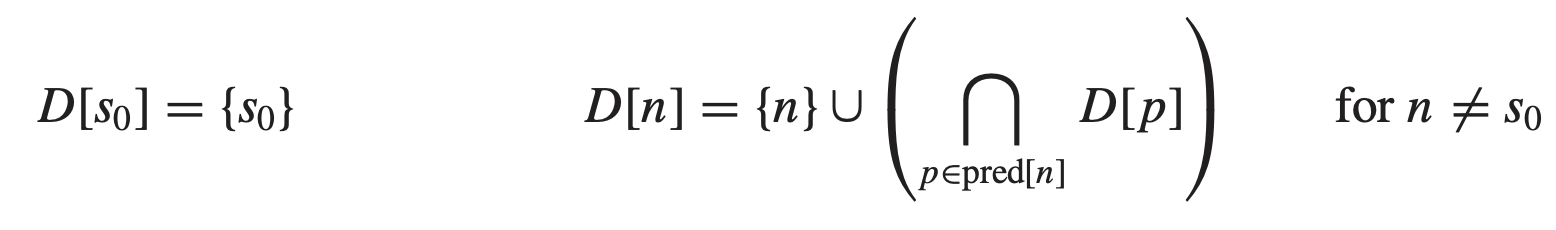 D[s₀] = {s₀} D[n] = {n} ∪ ( ⋂ p∈pred[n] D[p] ) for n ≠ s₀